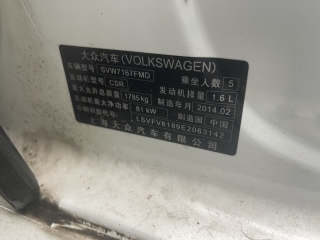 大众汽车(VOLKSWAGEN)
车辆型号 SVW7167FMD 乘坐人数 5
发动机型号 CSR 发动机排量 1.6 L
最大允许总质量 1785 kg 制造年月 2014.02
发动机最大净功率 81 kW 制造国 中国
LSVFV6189E2063142
上海大众汽车有限公司